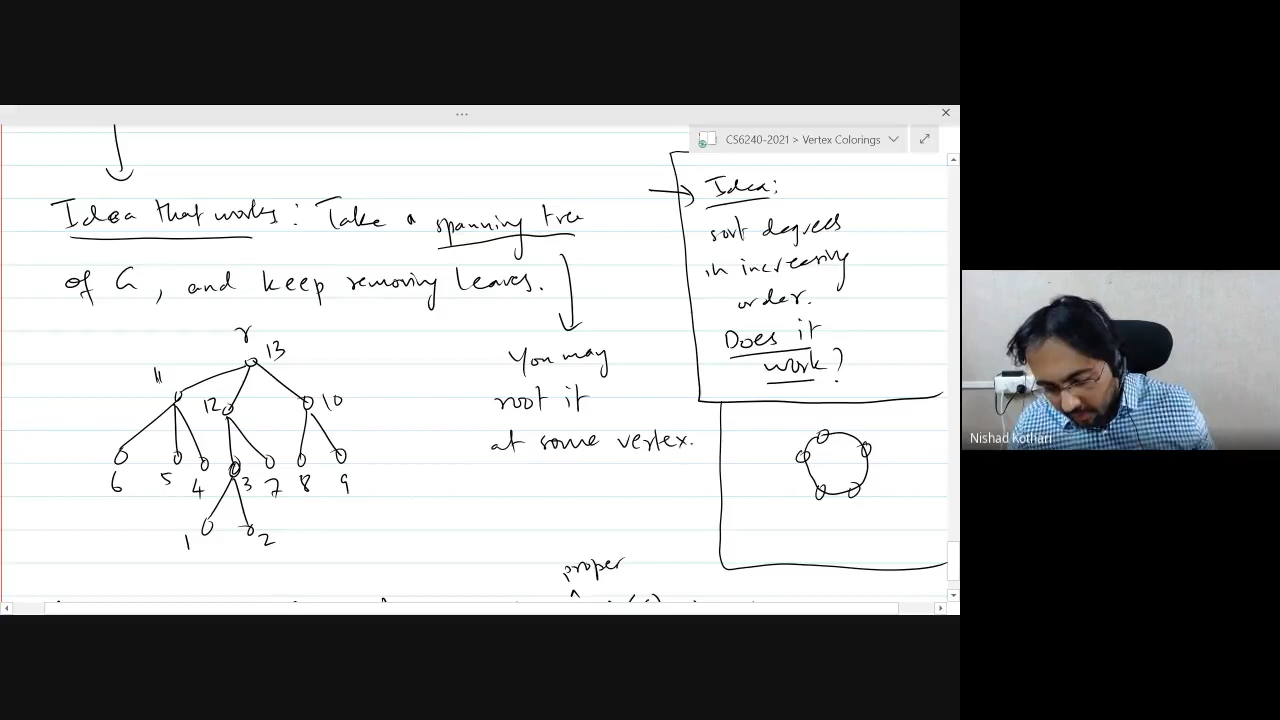 CS6240-2021 > Vertex Colorings
Idea that works: Take a spanning tree
of G, and keep removing leaves.
You may
root it
at some vertex.
r
13
11
12
10
6
5
4
3
7
8
9
1
2
proper
Idea:
sort degrees
in increasing
order.
Does it
work?
Nishad Kothari